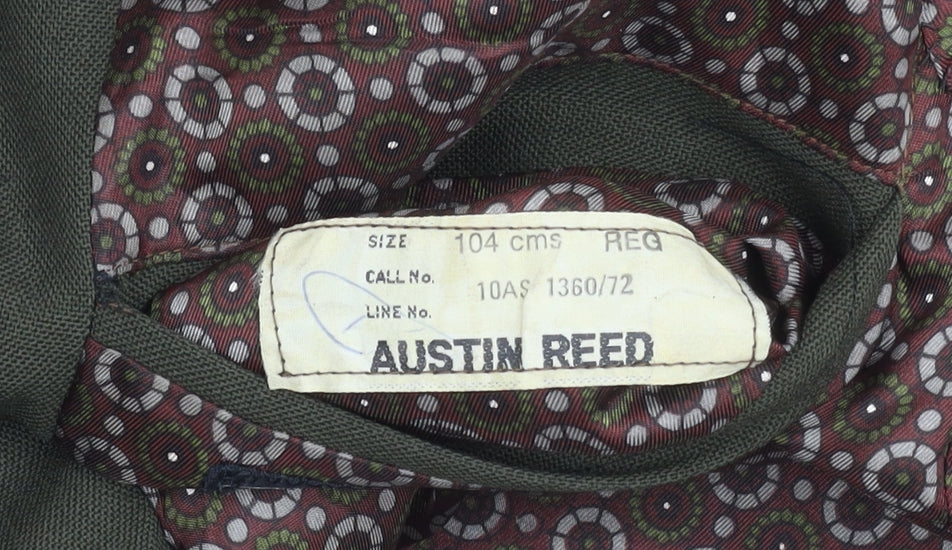 SIZE 104 cms REG
CALL No. 10AS 1360/72
LINE No.
AUSTIN REED